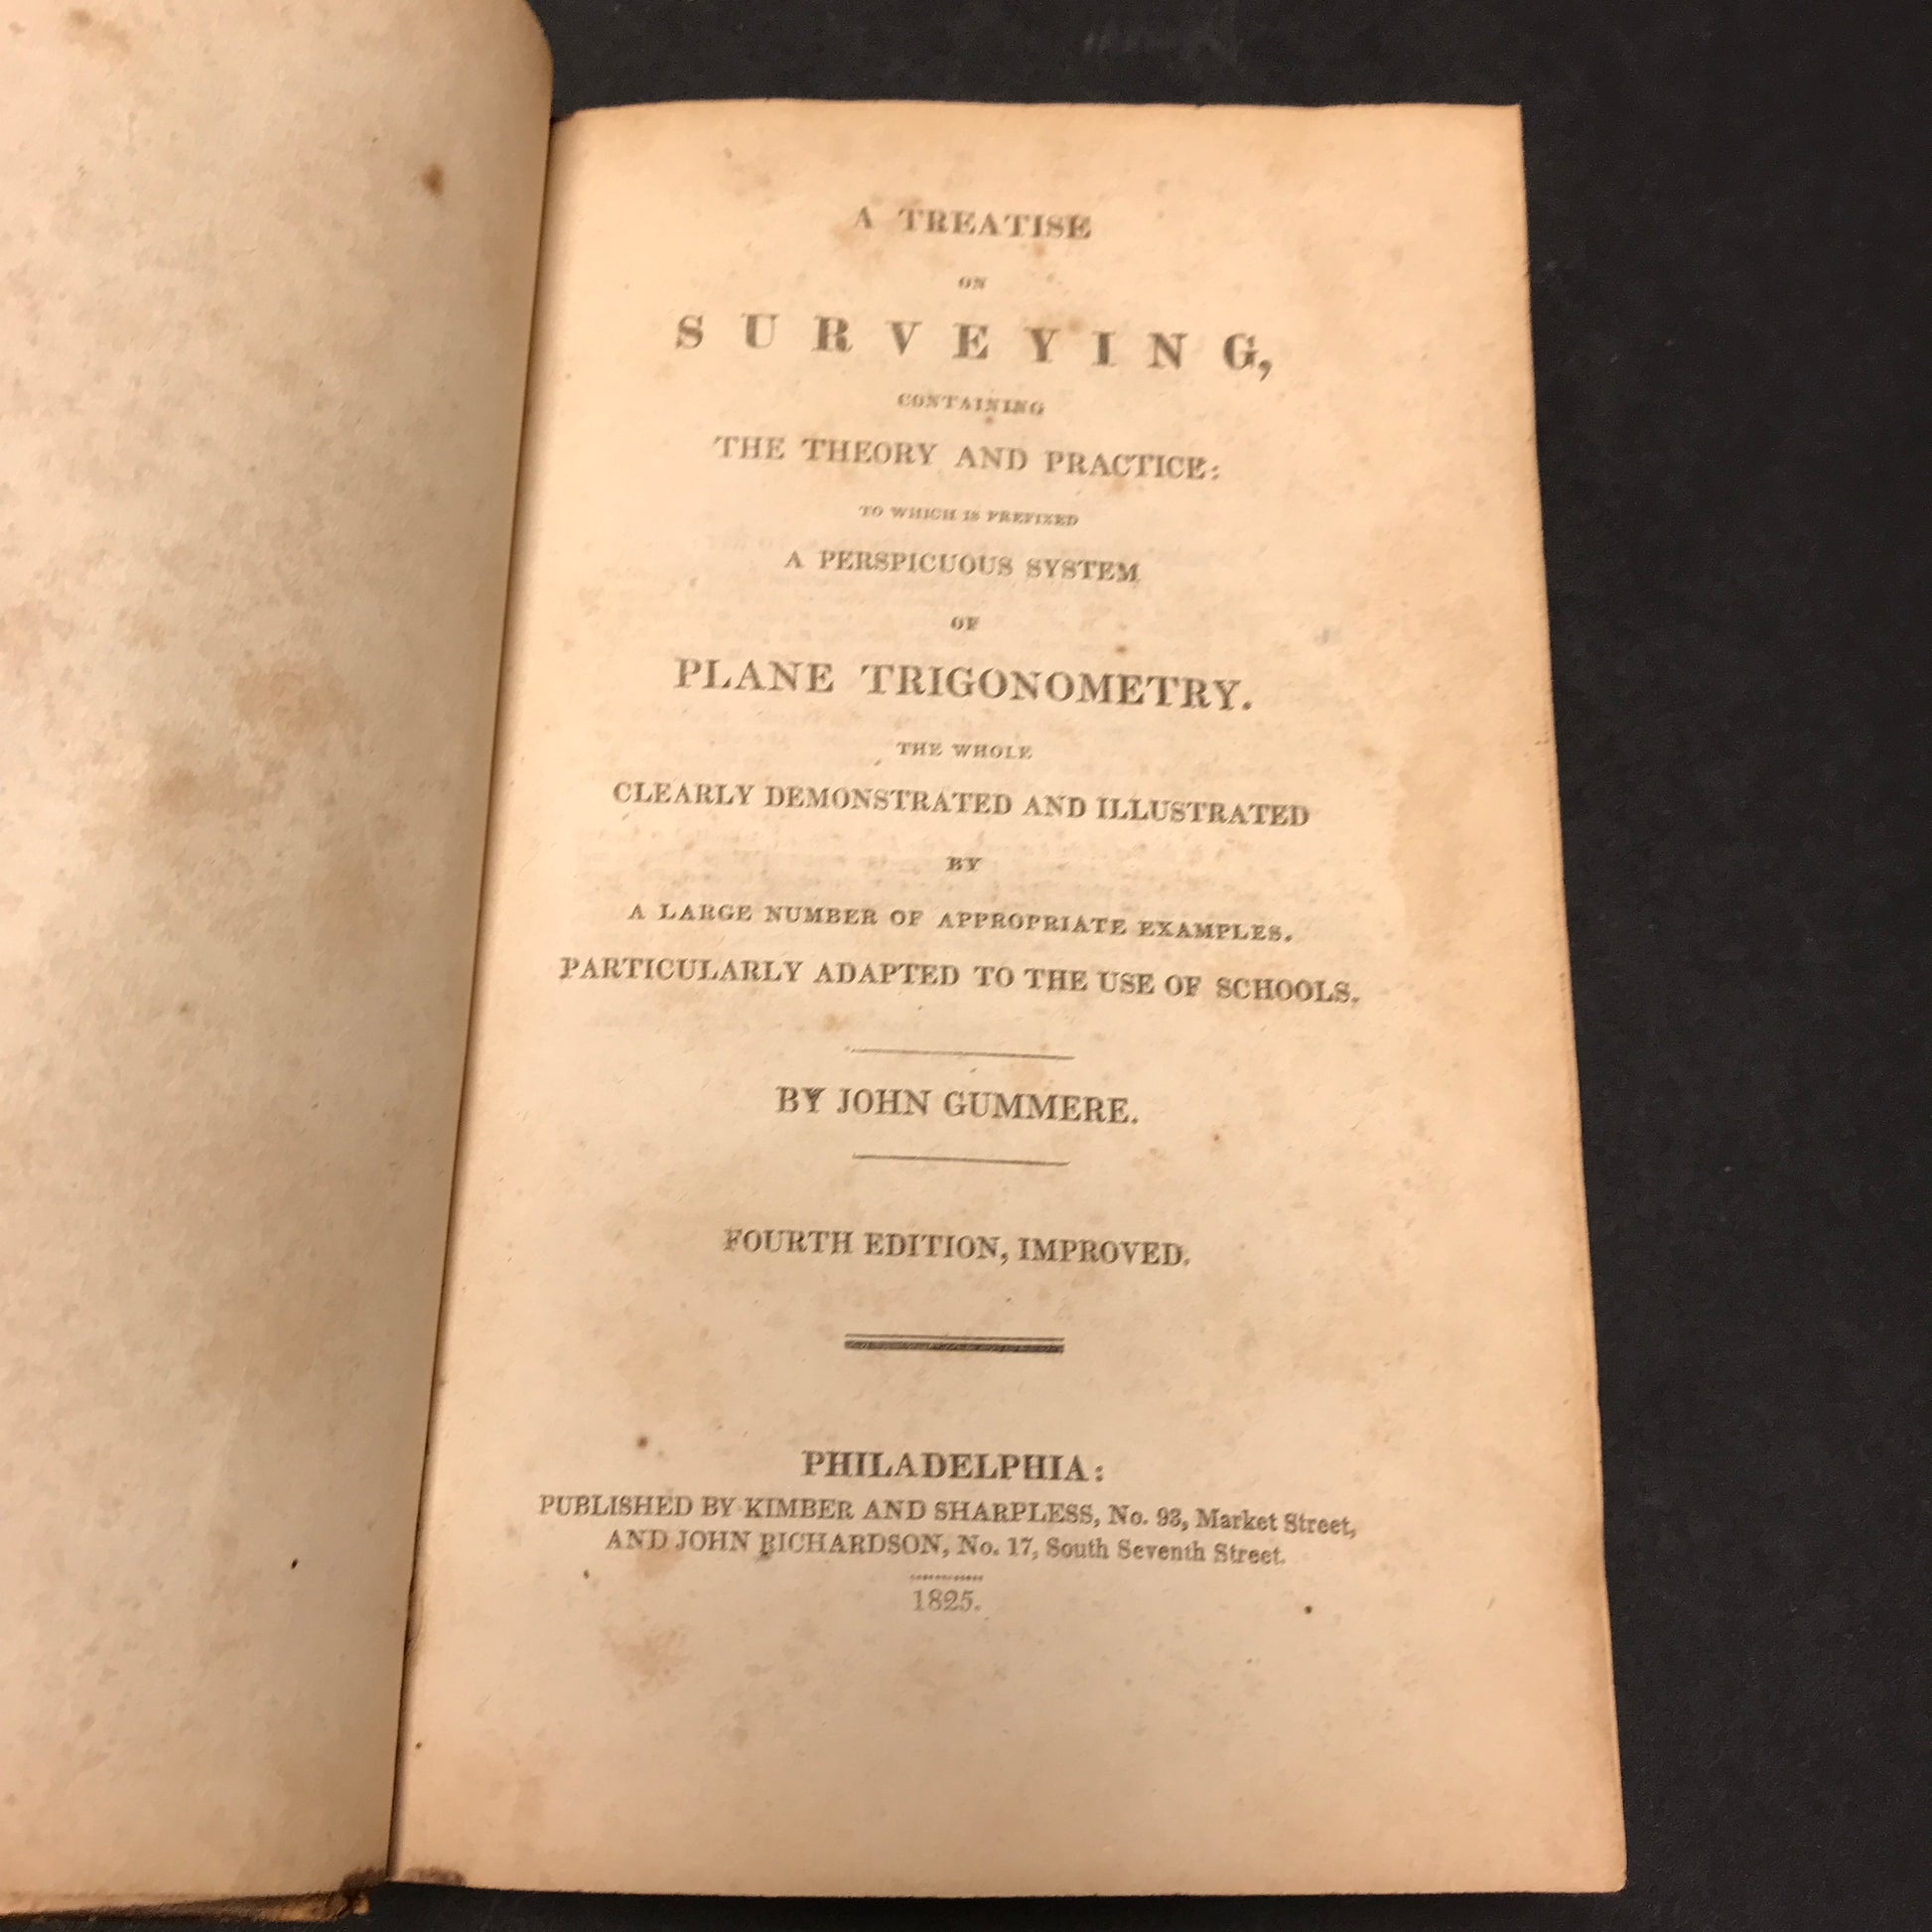 A TREATISE
ON
SURVEYING,
CONTAINING
THE THEORY AND PRACTICE:
TO WHICH IS PREFIXED
A PERSPICUOUS SYSTEM
OF
PLANE TRIGONOMETRY.
THE WHOLE
CLEARLY DEMONSTRATED AND ILLUSTRATED
BY
A LARGE NUMBER OF APPROPRIATE EXAMPLES.
PARTICULARLY ADAPTED TO THE USE OF SCHOOLS.
BY JOHN GUMMERE.
FOURTH EDITION, IMPROVED.
PHILADELPHIA:
PUBLISHED BY KIMBER AND SHARPLESS, No. 93, Market Street,
AND JOHN RICHARDSON, No. 17, South Seventh Street.
1825.